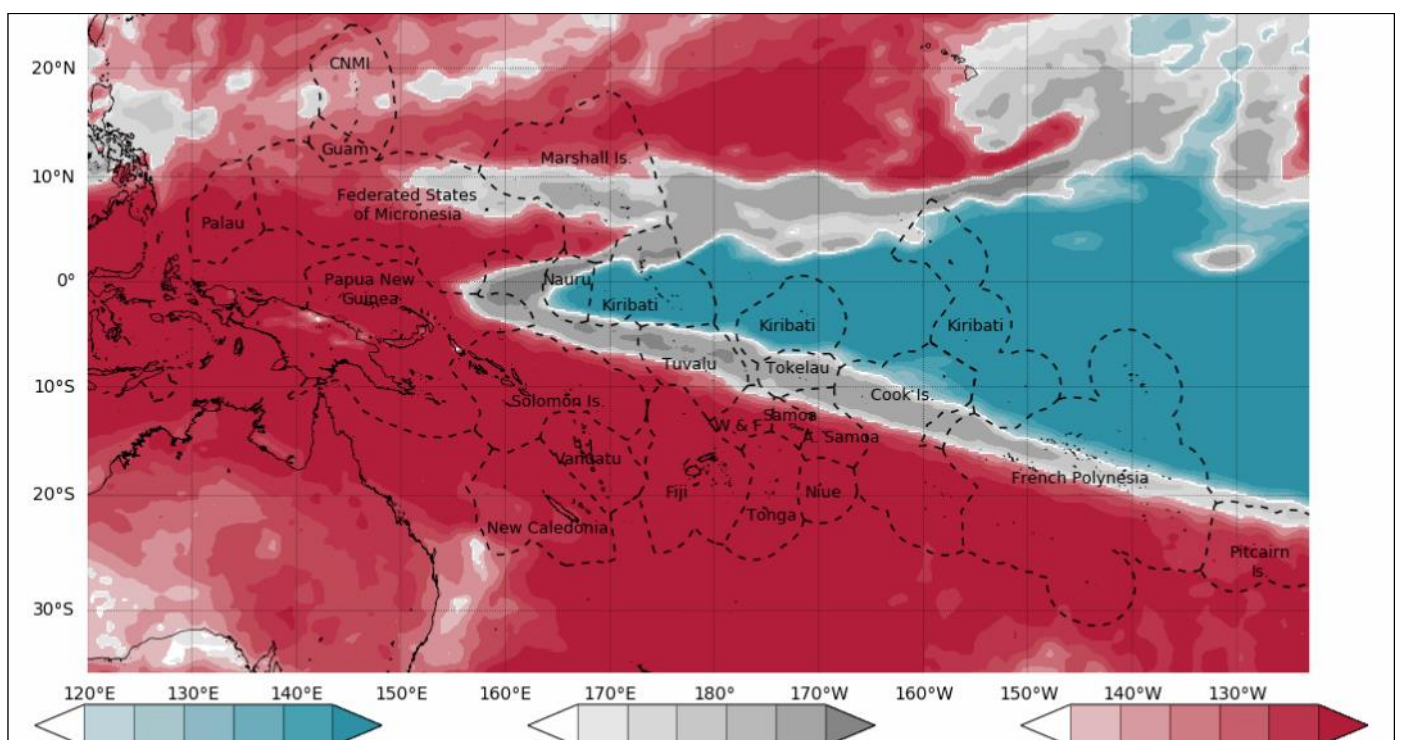 20°N
10°N
0°
10°S
20°S
30°S
CNMI
Guam
Marshall Is.
Federated States
of Micronesia
Palau
Papua New
Guinea
Nauru
Kiribati
Kiribati
Kiribati
Tuvalu
Tokelau
Cook Is.
Solomon Is.
Samoa
W & F
A. Samoa
Vanuatu
French Polynesia
Fiji
Niue
Tonga
New Caledonia
Pitcairn
Is.
120°E 130°E 140°E 150°E 160°E 170°E 180° 170°W 160°W 150°W 140°W 130°W